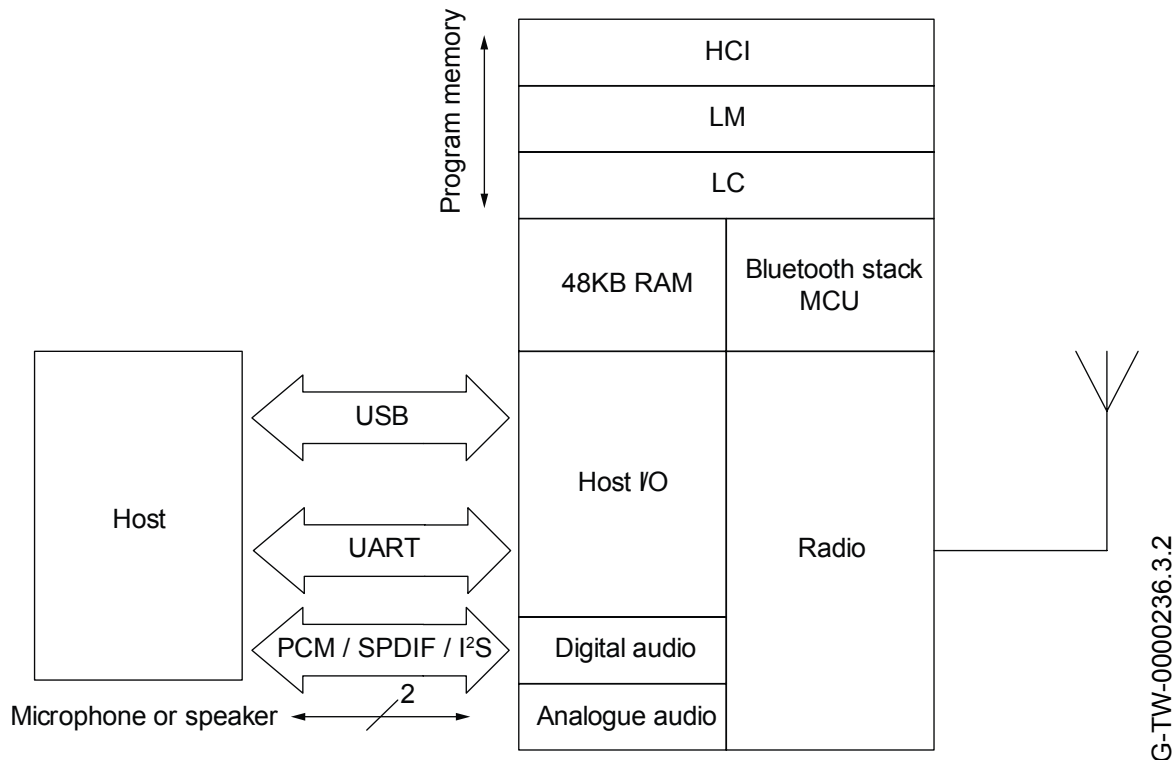 Program memory
HCI
LM
LC
48KB RAM
Bluetooth stack
MCU
Host
USB
UART
PCM / SPDIF / I²S
Host I/O
Radio
Digital audio
Analogue audio
Microphone or speaker
2
G-TW-0000236.3.2